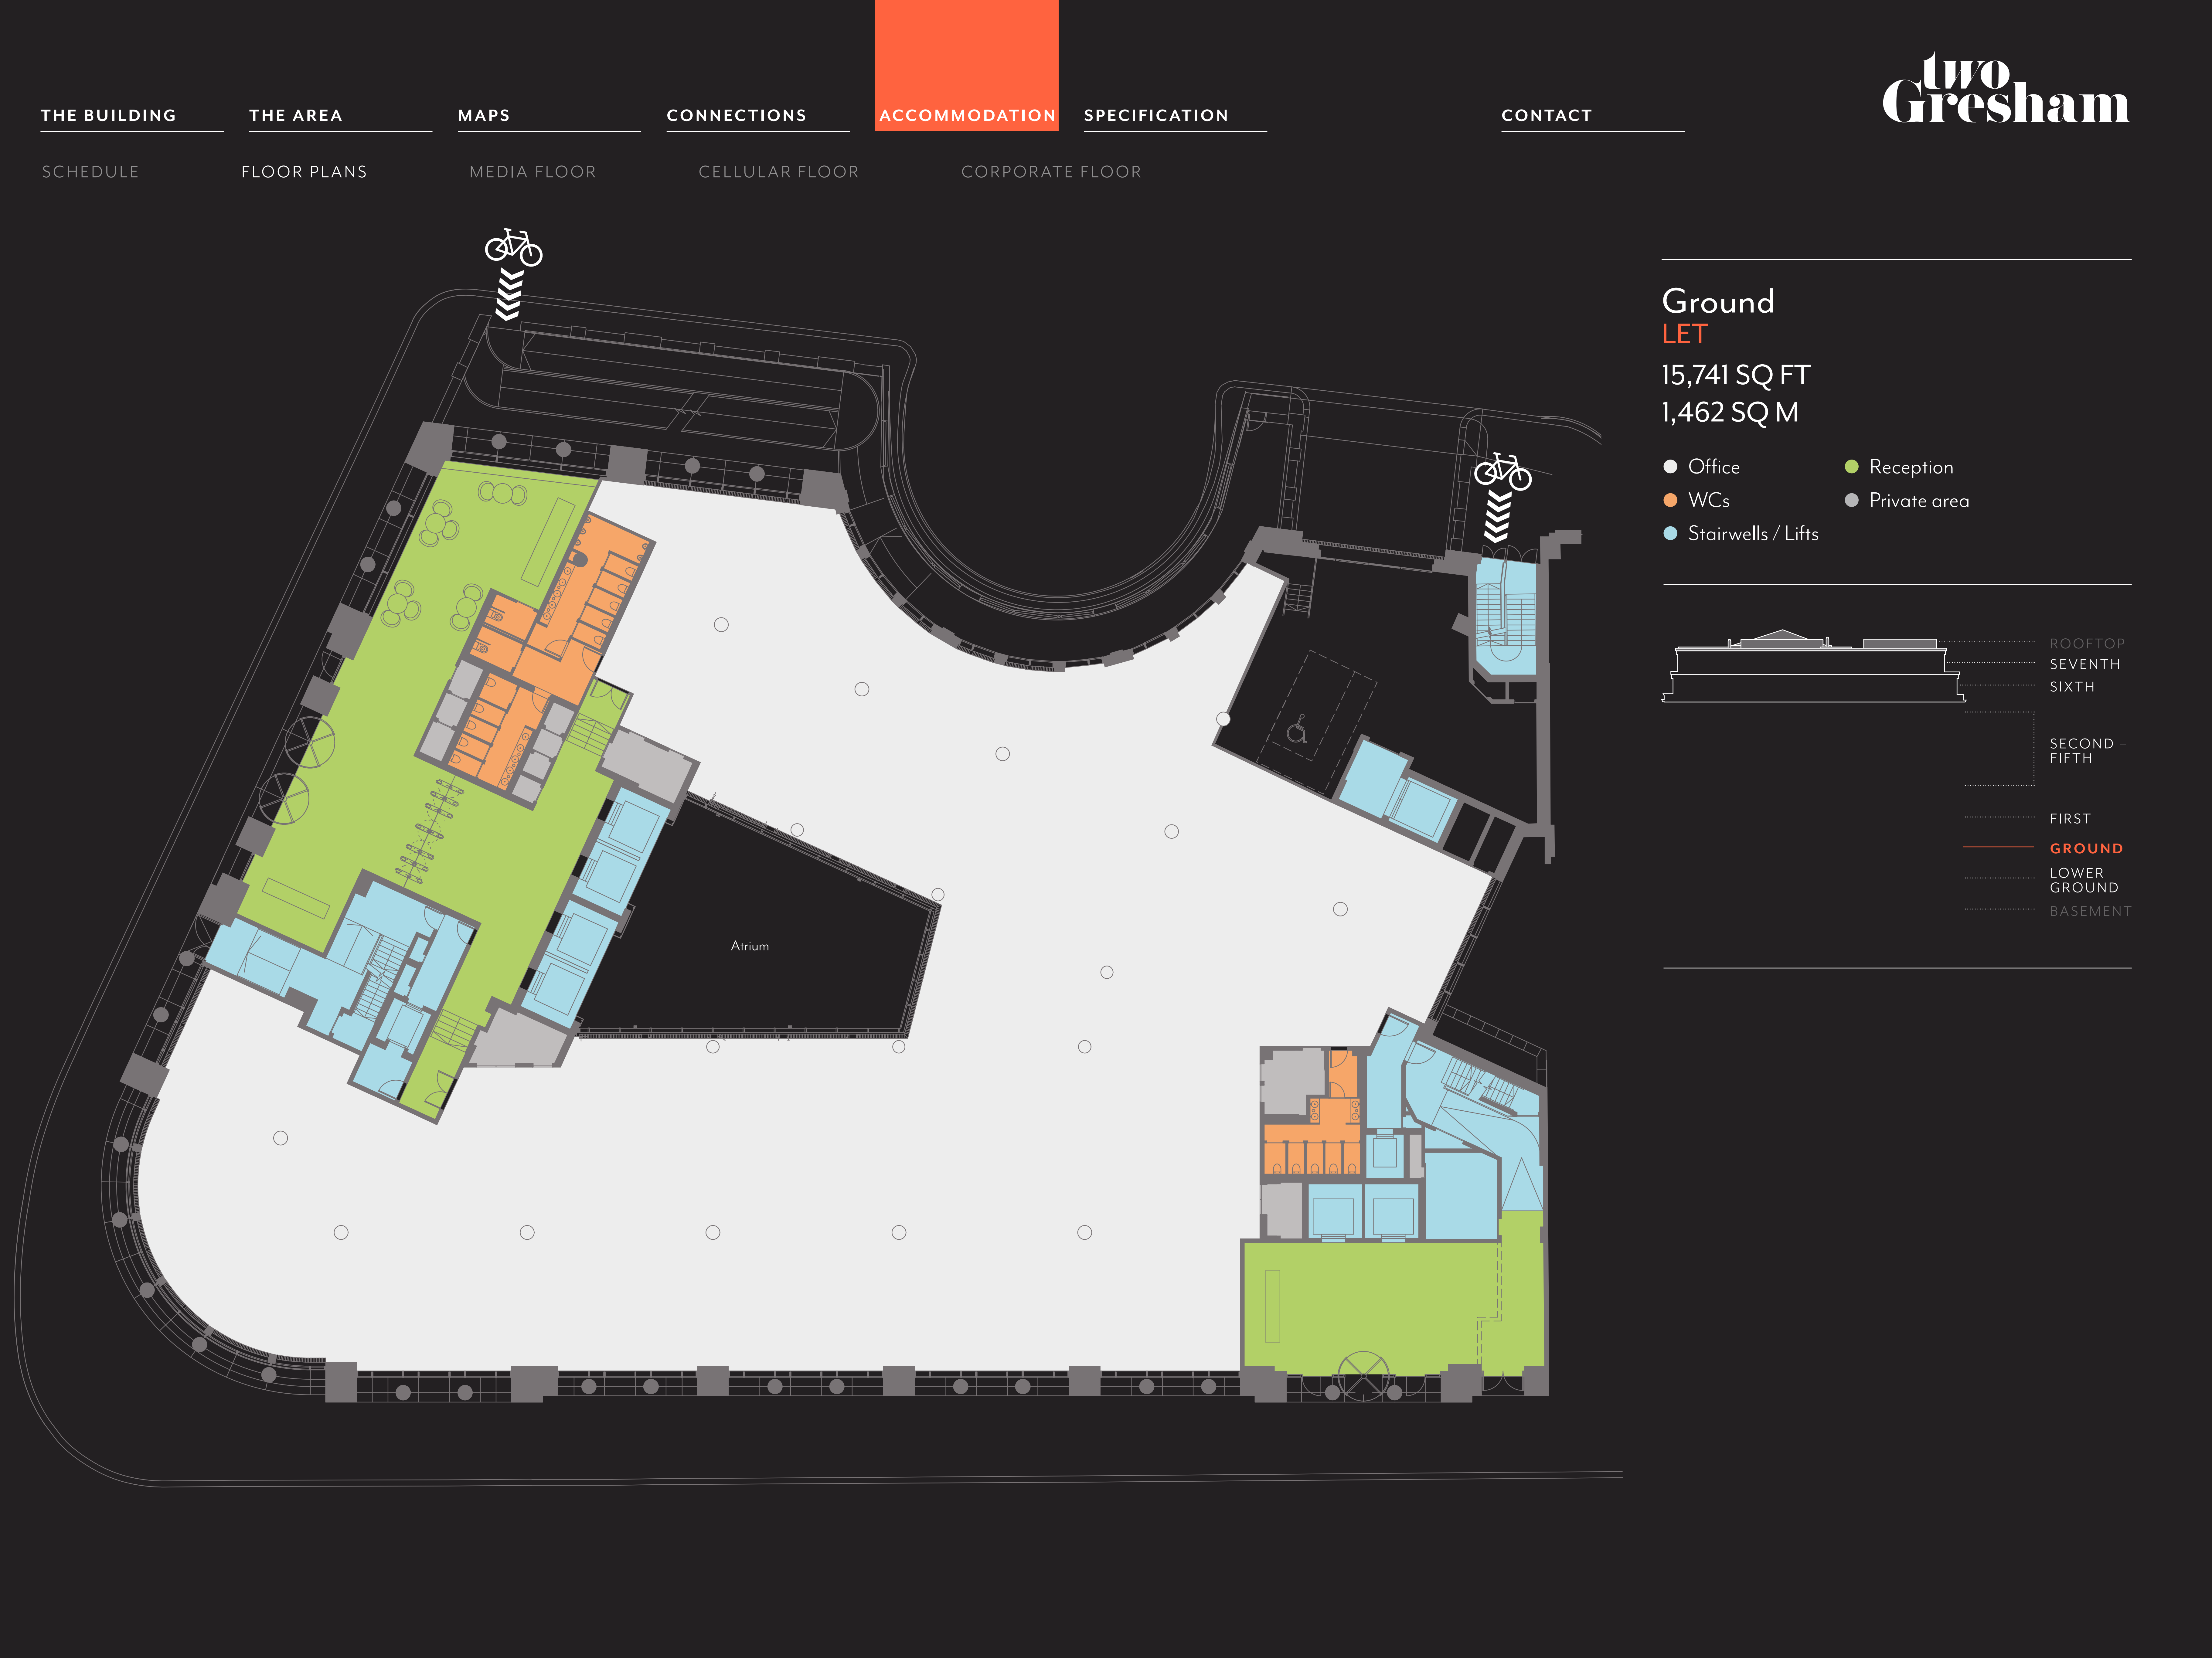 two
Gresham
THE BUILDING
THE AREA
MAPS
CONNECTIONS
ACCOMMODATION
SPECIFICATION
CONTACT
SCHEDULE
FLOOR PLANS
MEDIA FLOOR
CELLULAR FLOOR
CORPORATE FLOOR
Atrium
Ground
LET
15,741 SQ FT
1,462 SQ M
Office
WCs
Stairwells / Lifts
Reception
Private area
ROOFTOP
SEVENTH
SIXTH
SECOND –
FIFTH
FIRST
GROUND
LOWER
GROUND
BASEMENT